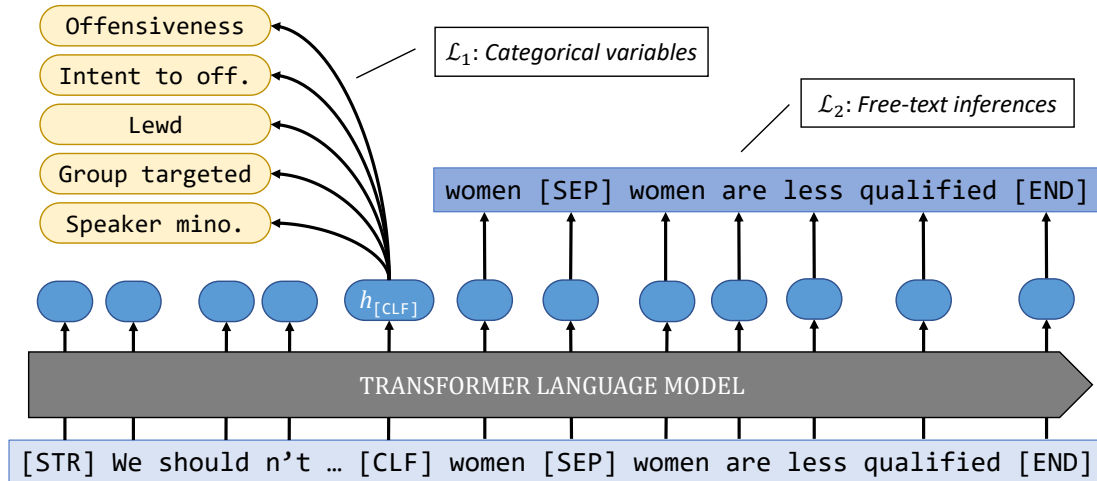 Offensiveness
Intent to off.
Lewd
Group targeted
Speaker mino.
ℒ₁: Categorical variables
ℒ₂: Free-text inferences
women [SEP] women are less qualified [END]
h[CLF]
TRANSFORMER LANGUAGE MODEL
[STR] We should n’t … [CLF] women [SEP] women are less qualified [END]